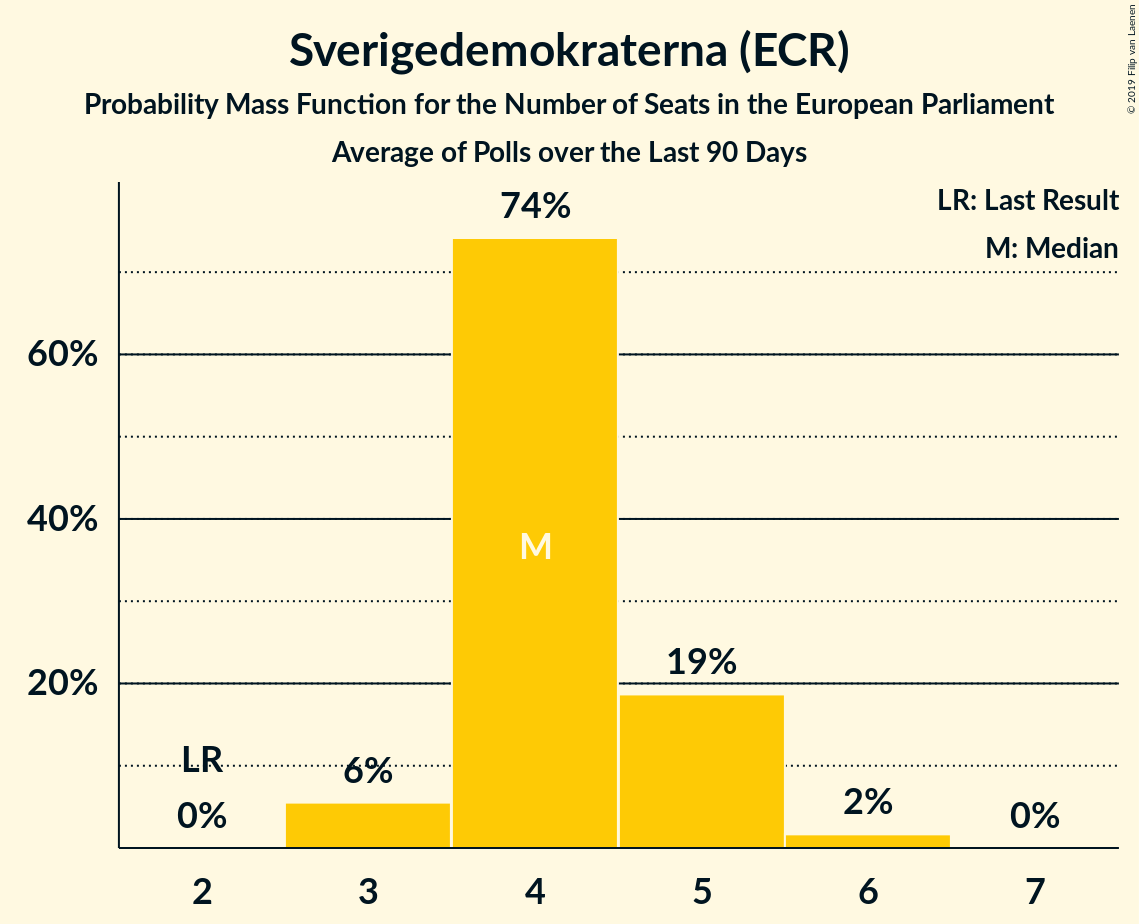 Sverigedemokraterna (ECR)
Probability Mass Function for the Number of Seats in the European Parliament
Average of Polls over the Last 90 Days
© 2019 Filip van Laenen
LR: Last Result
M: Median
74%
60%
40%
M
20%
19%
LR
6%
0%
2%
0%
2 3 4 5 6 7